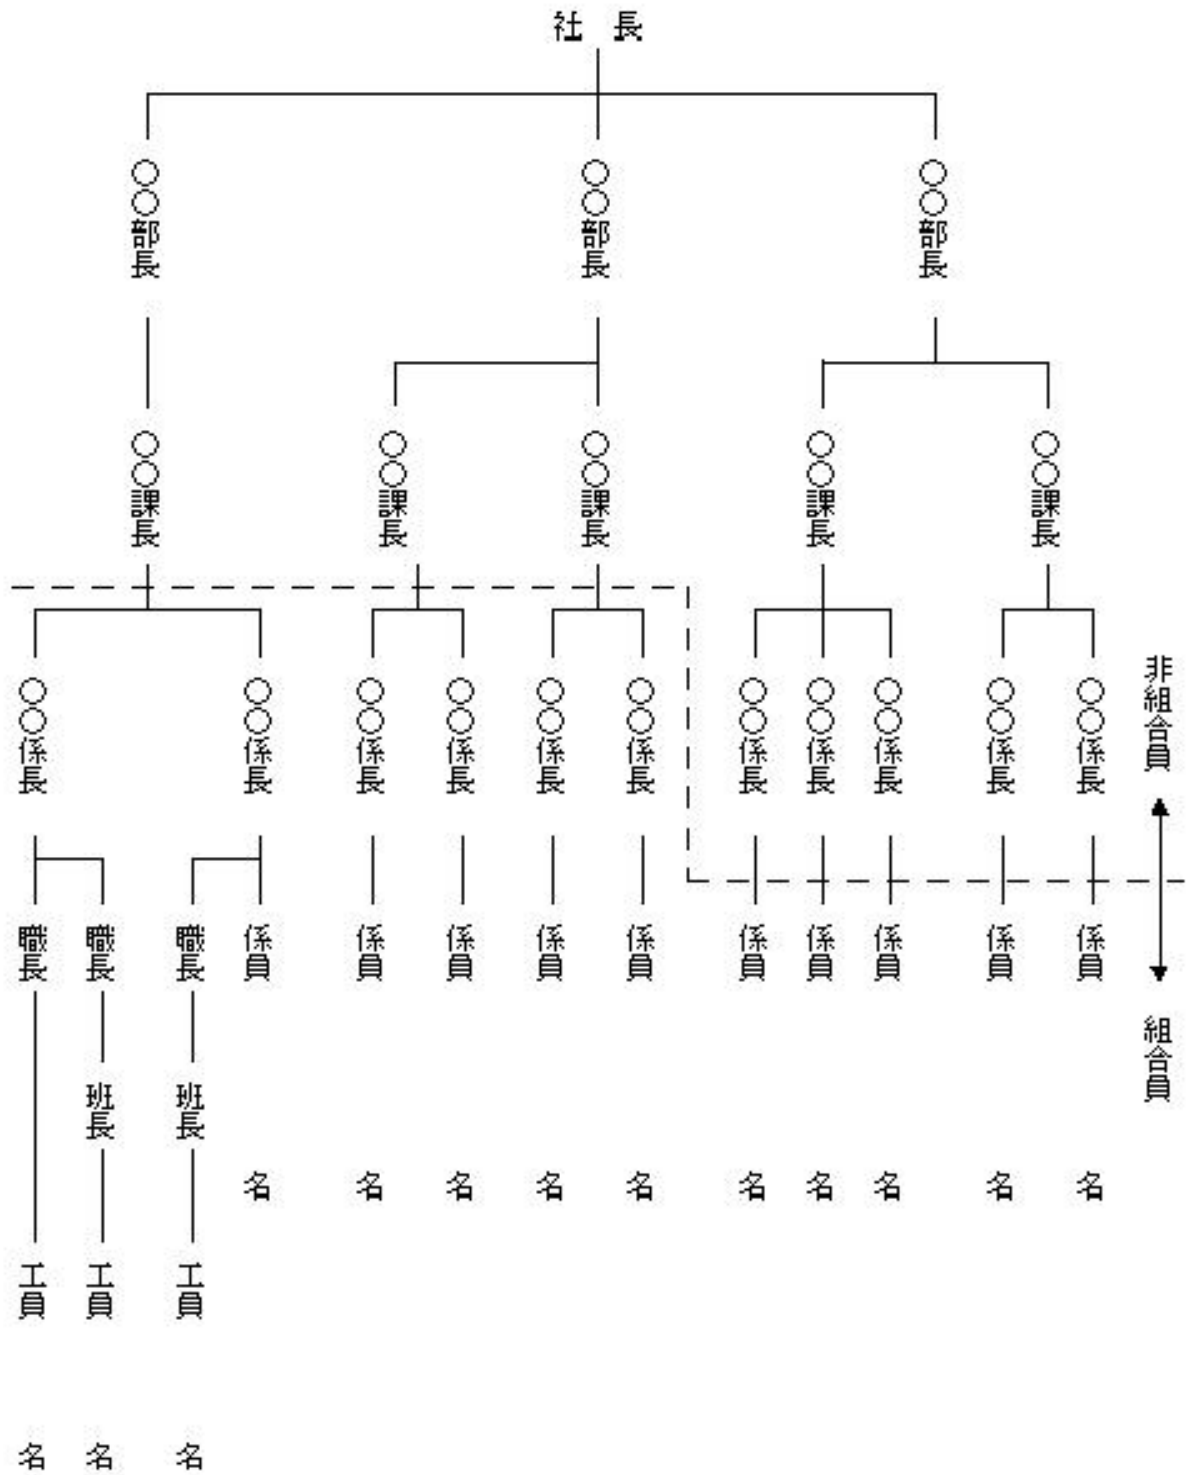 社長
○○部長
○○部長
○○部長
○○課長
○○課長
○○課長
○○課長
○○課長
○○係長
○○係長
○○係長
○○係長
○○係長
○○係長
○○係長
○○係長
○○係長
○○係長
○○係長
非組合員
職長
職長
職長
係員
係員
係員
係員
係員
係員
係員
係員
係員
係員
組合員
班長
班長
名
名
名
名
名
名
名
名
名
名
工員
工員
工員
名
名
名